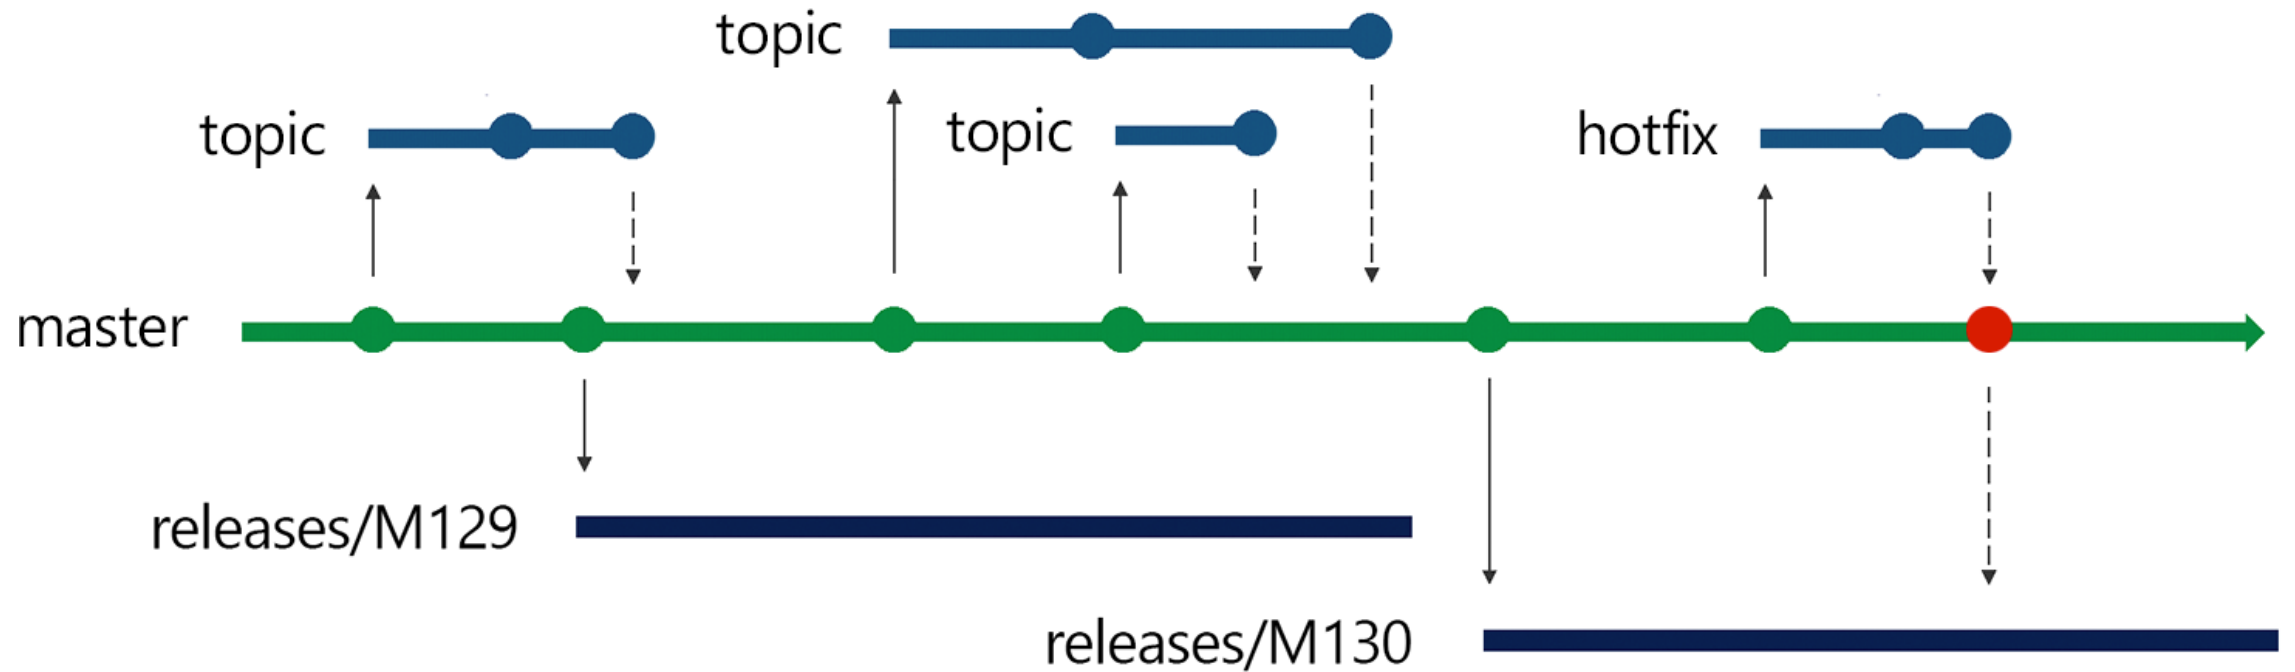 topic
topic
topic
hotfix
master
releases/M129
releases/M130